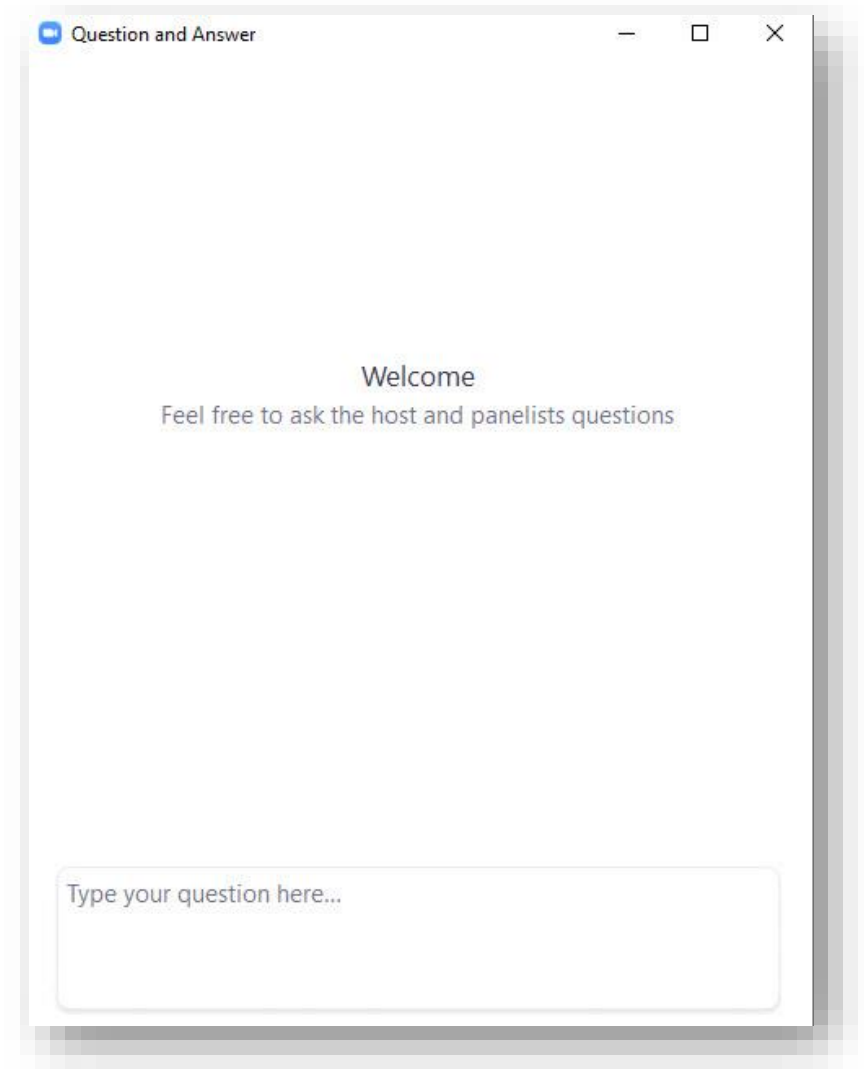 Question and Answer
Welcome
Feel free to ask the host and panelists questions
Type your question here...